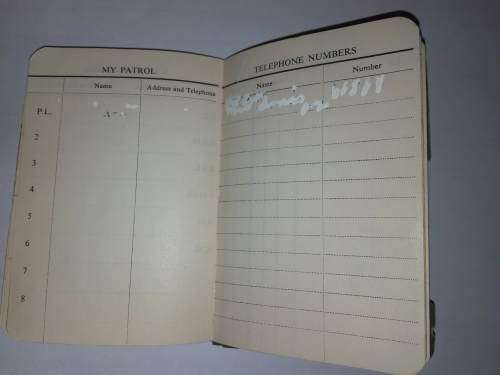 MY PATROL
Name Address and Telephone
P.L.
2
3
4
5
6
7
8
TELEPHONE NUMBERS
Name Number